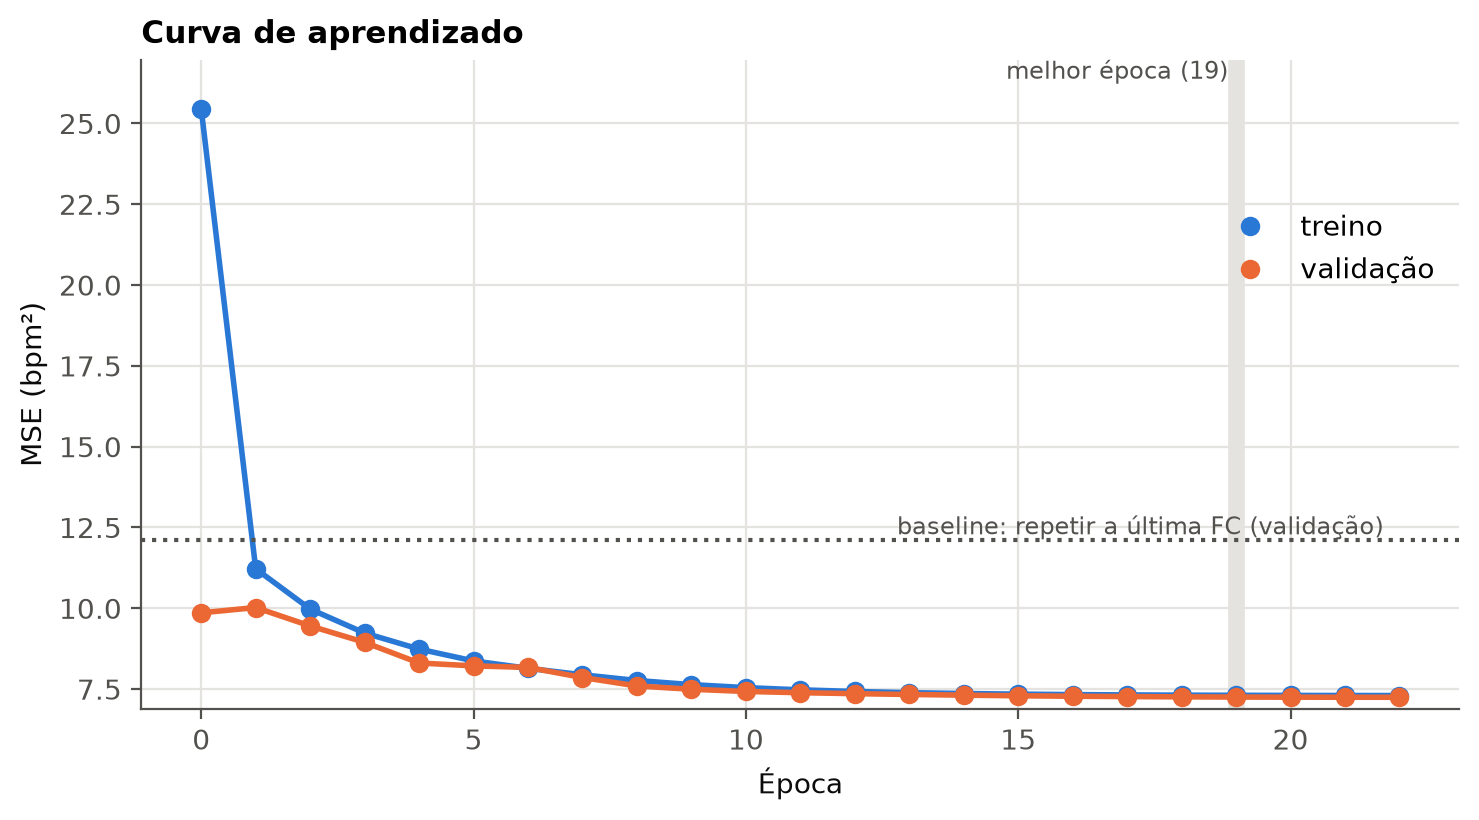 Curva de aprendizado
melhor época (19)
25.0
22.5
20.0
17.5
15.0
12.5
10.0
7.5
MSE (bpm²)
treino
validação
baseline: repetir a última FC (validação)
0
5
10
15
20
Época